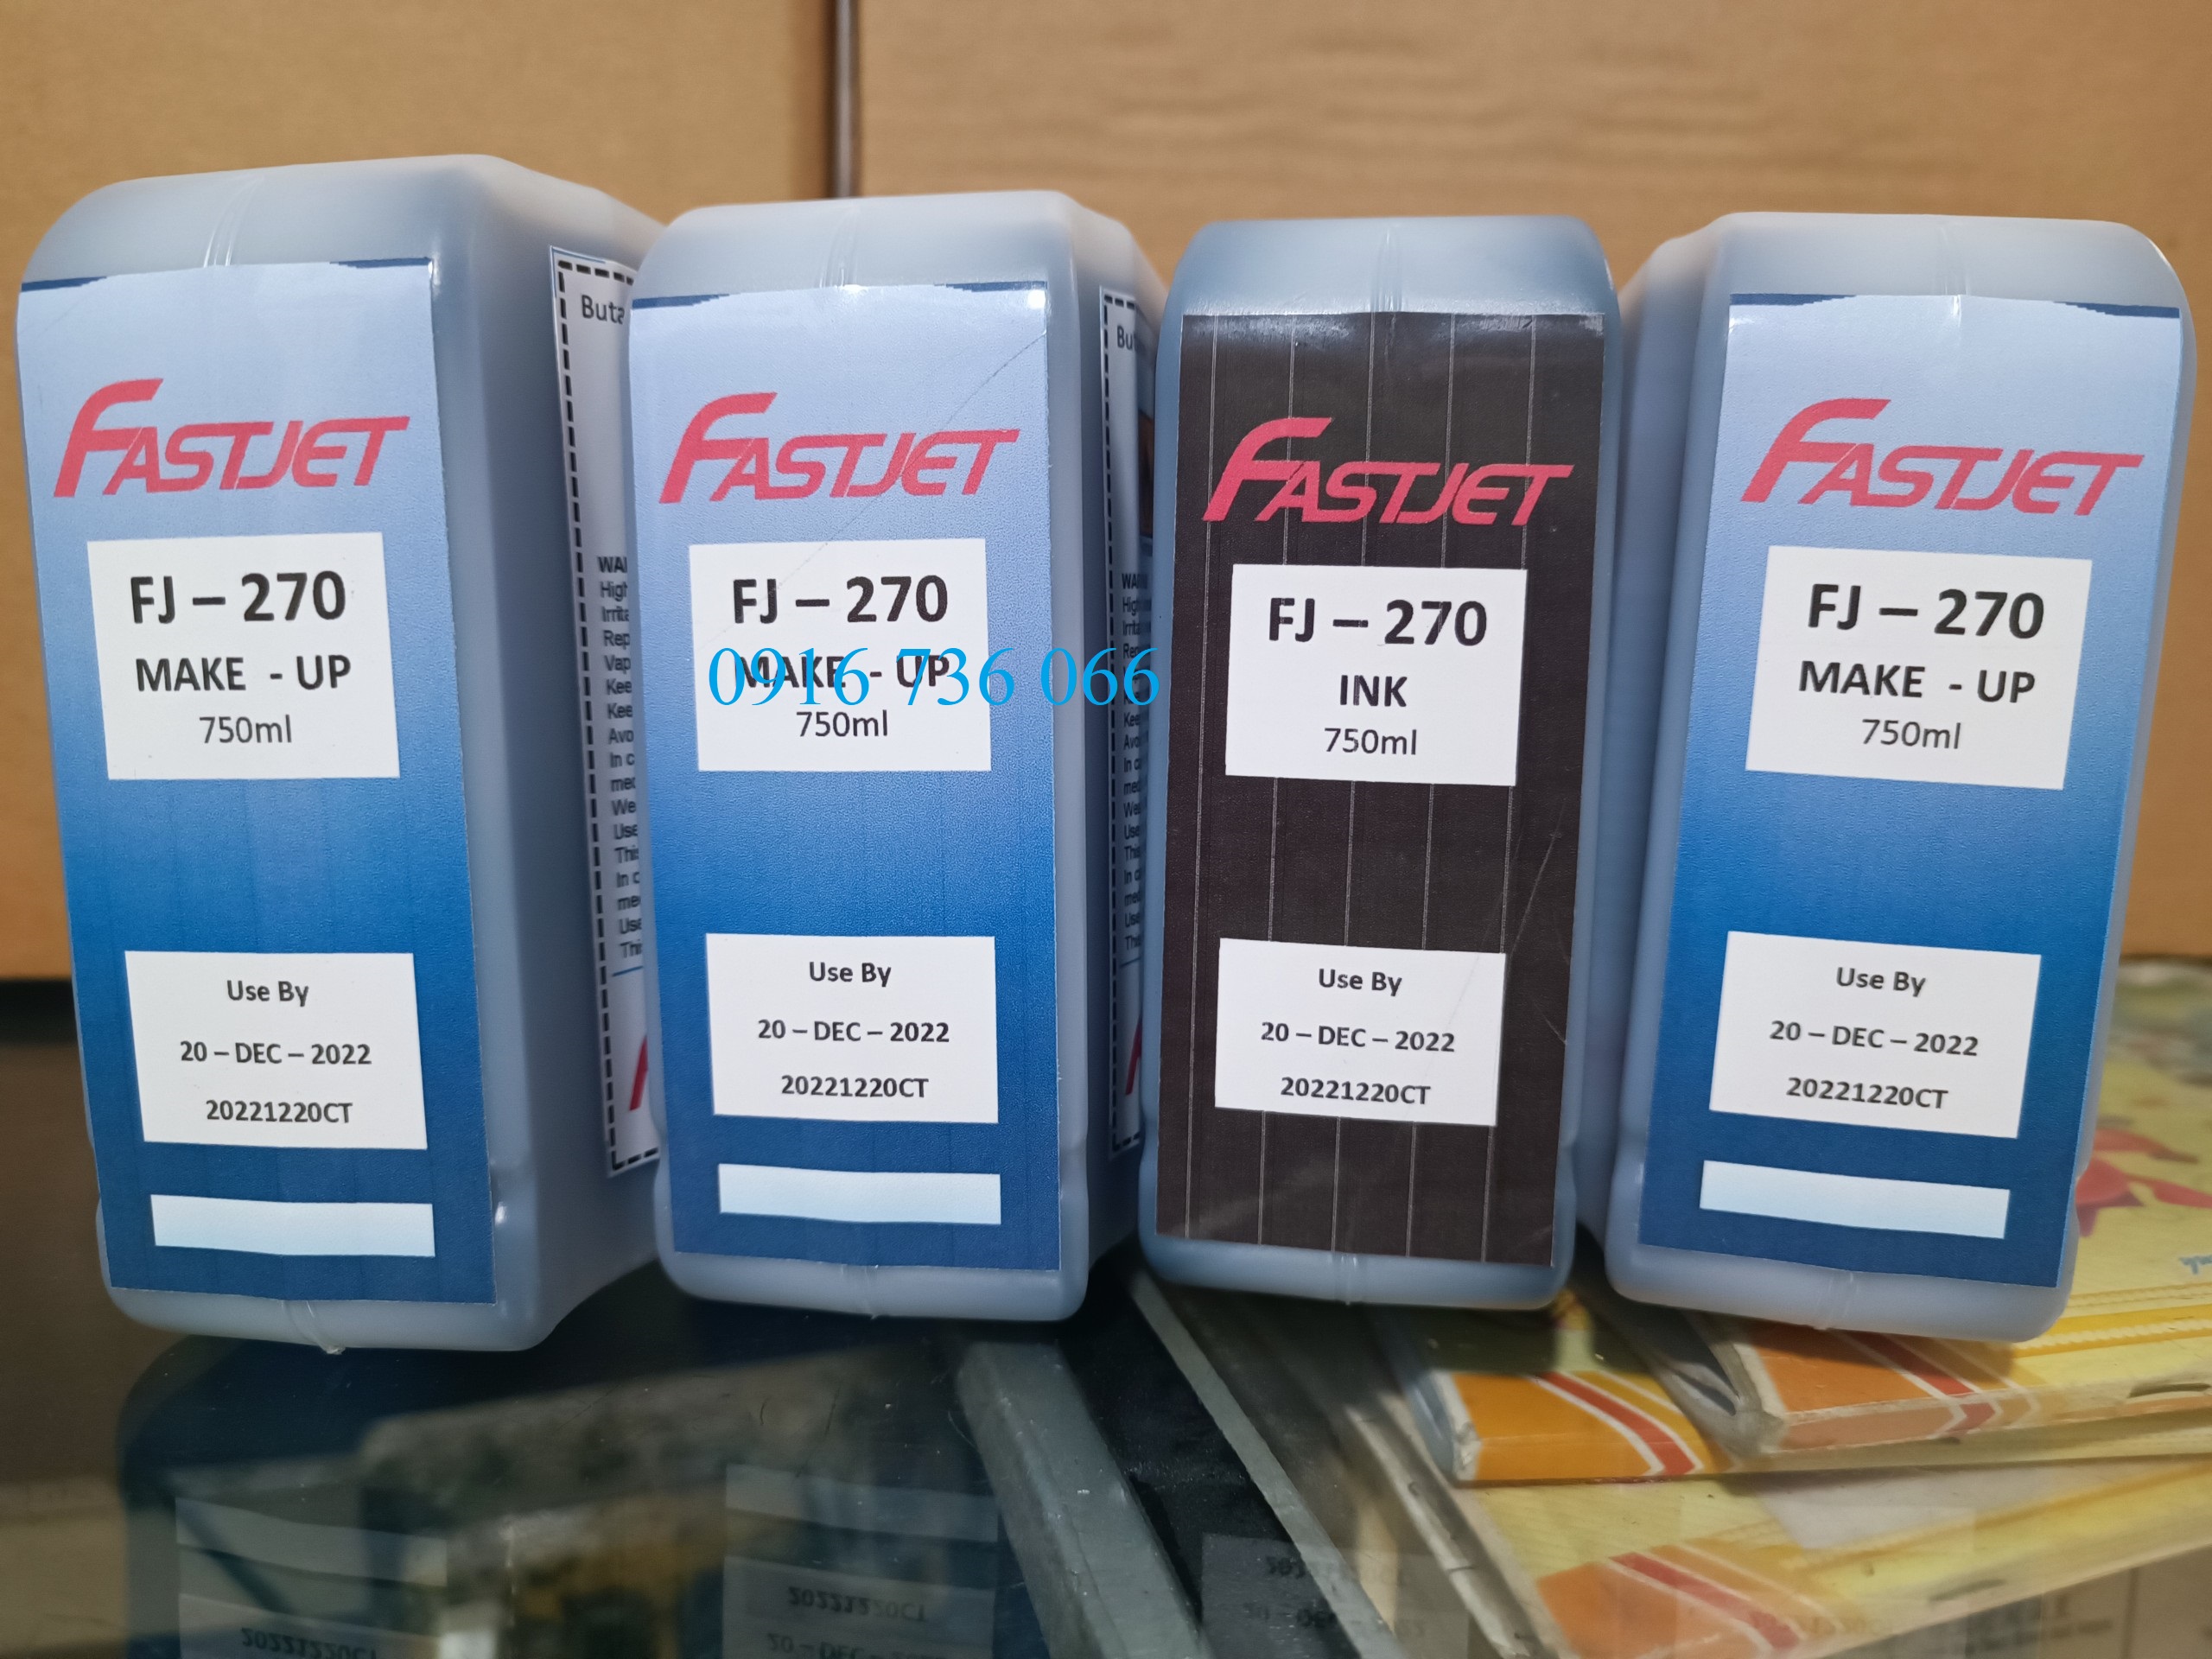 FASTJET
FJ – 270
MAKE - UP
750ml
Use By
20 – DEC – 2022
20221220CT
FASTJET
FJ – 270
MAKE - UP
750ml
Use By
20 – DEC – 2022
20221220CT
0916 736 066
FASTJET
FJ – 270
INK
750ml
Use By
20 – DEC – 2022
20221220CT
FASTJET
FJ – 270
MAKE - UP
750ml
Use By
20 – DEC – 2022
20221220CT